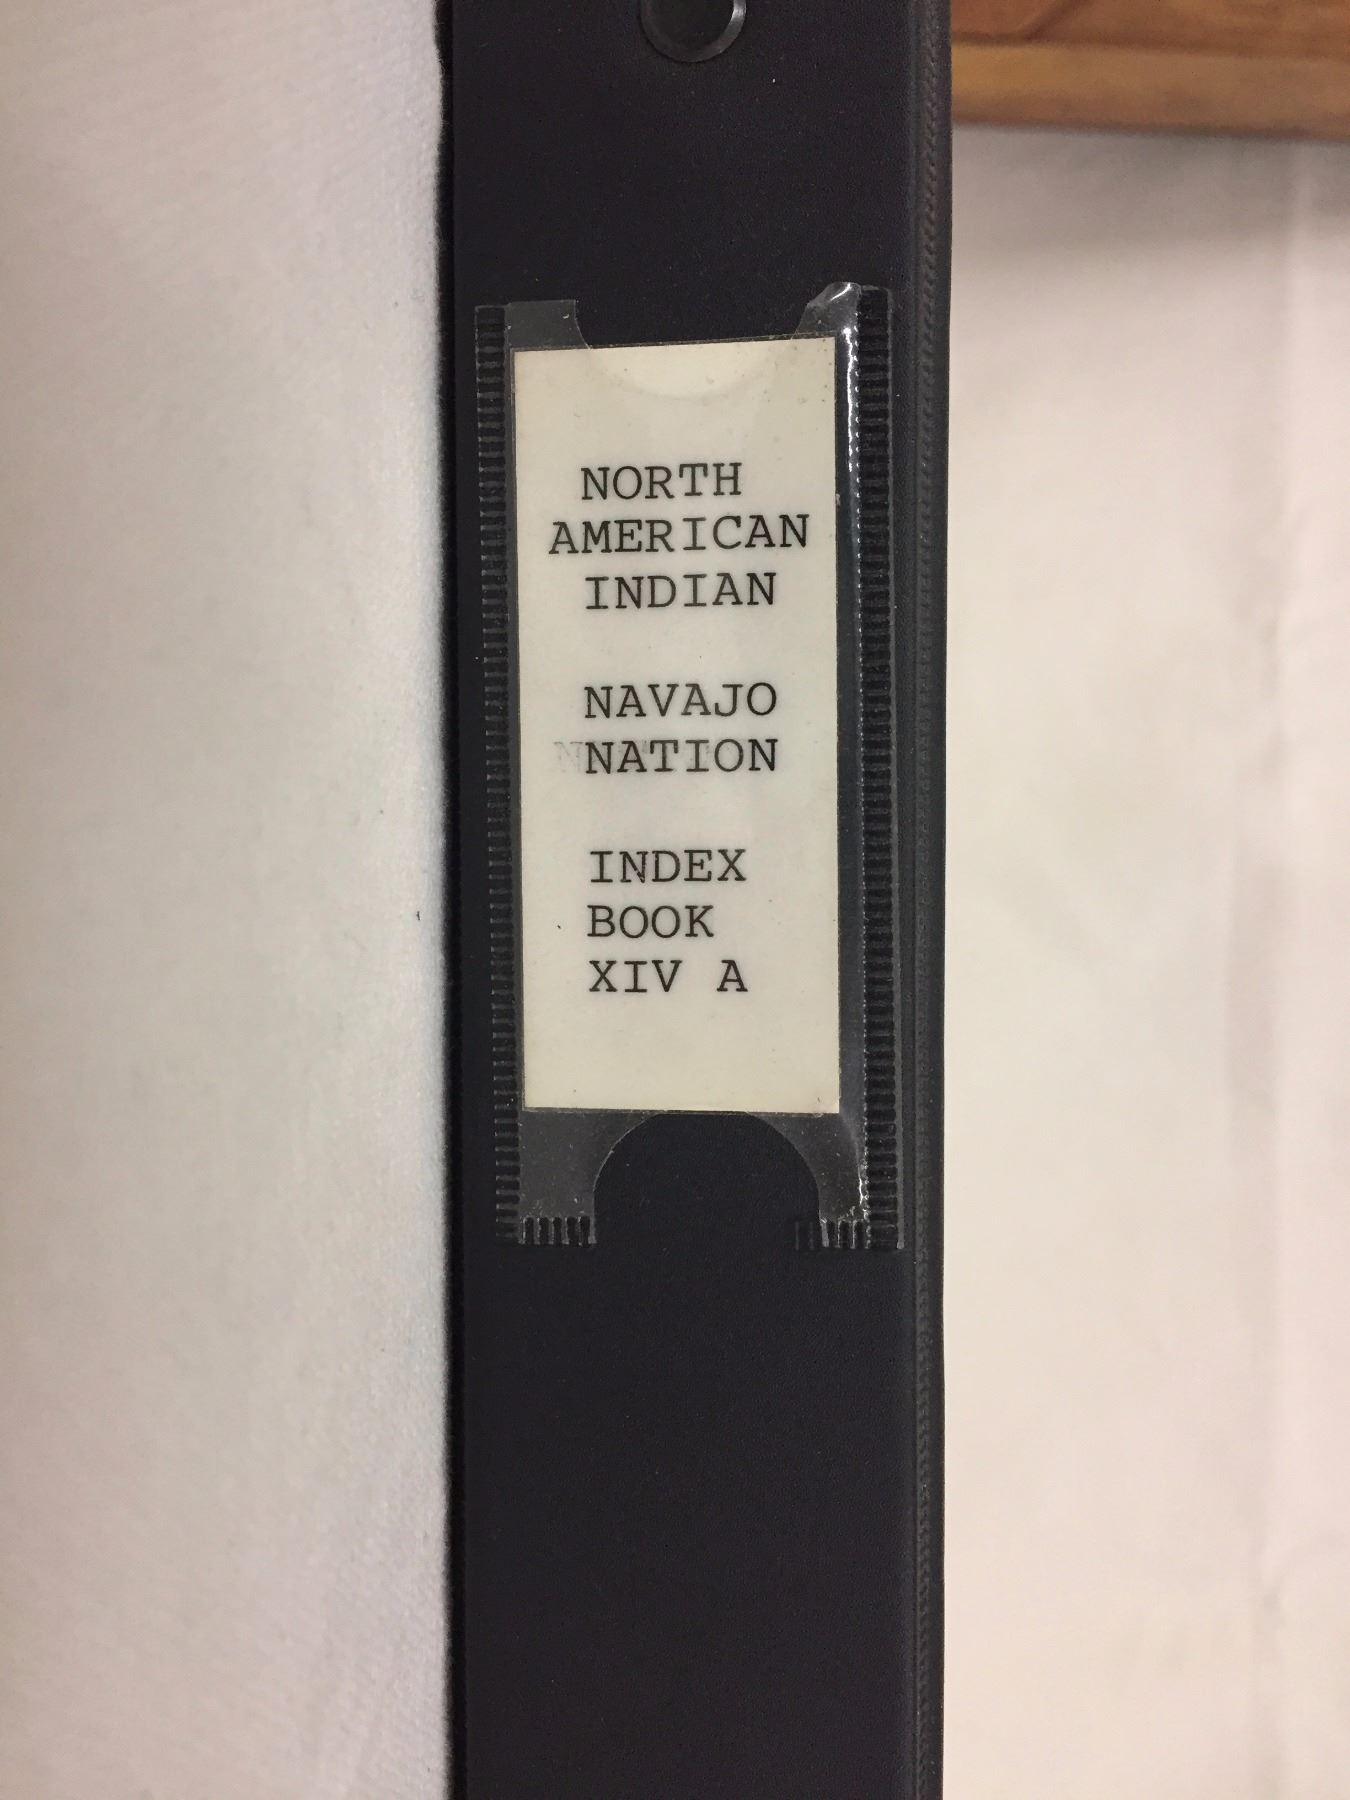 NORTH
AMERICAN
INDIAN
NAVAJO
NATION
INDEX
BOOK
XIV A